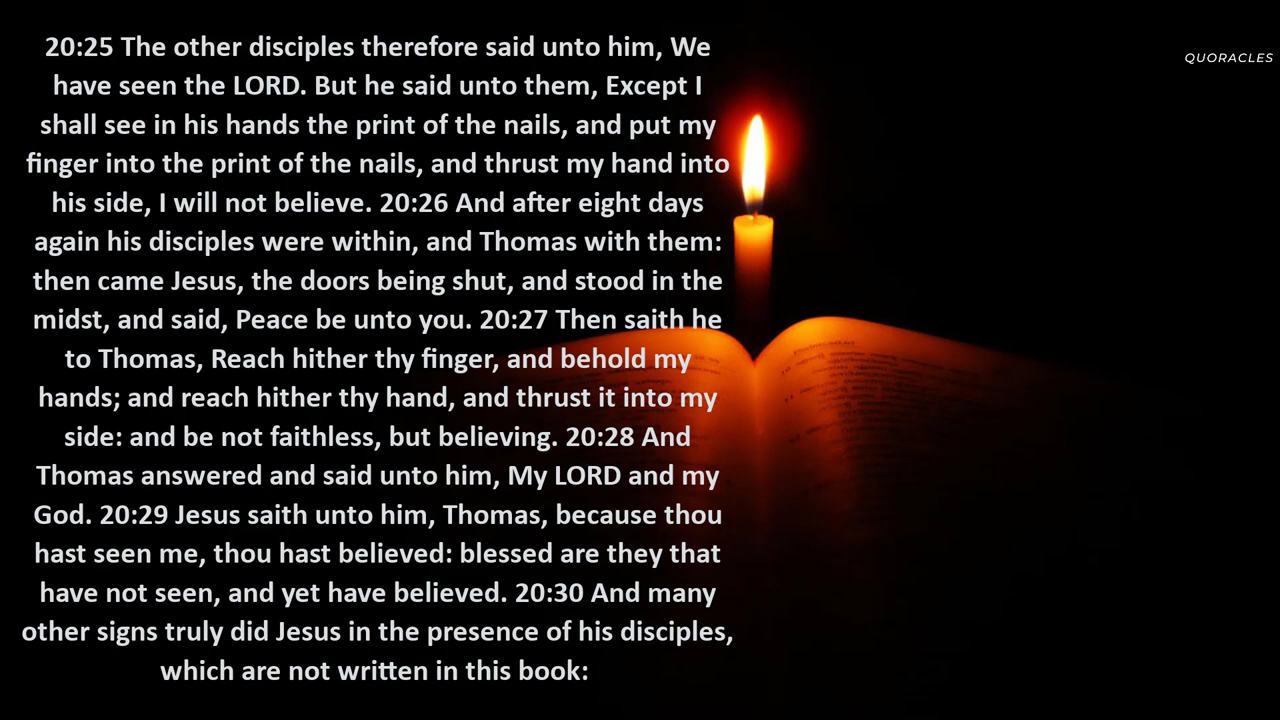 20:25 The other disciples therefore said unto him, We
have seen the LORD. But he said unto them, Except I
shall see in his hands the print of the nails, and put my
finger into the print of the nails, and thrust my hand into
his side, I will not believe. 20:26 And after eight days
again his disciples were within, and Thomas with them:
then came Jesus, the doors being shut, and stood in the
midst, and said, Peace be unto you. 20:27 Then saith he
to Thomas, Reach hither thy finger, and behold my
hands; and reach hither thy hand, and thrust it into my
side: and be not faithless, but believing. 20:28 And
Thomas answered and said unto him, My LORD and my
God. 20:29 Jesus saith unto him, Thomas, because thou
hast seen me, thou hast believed: blessed are they that
have not seen, and yet have believed. 20:30 And many
other signs truly did Jesus in the presence of his disciples,
which are not written in this book:
QUORACLES